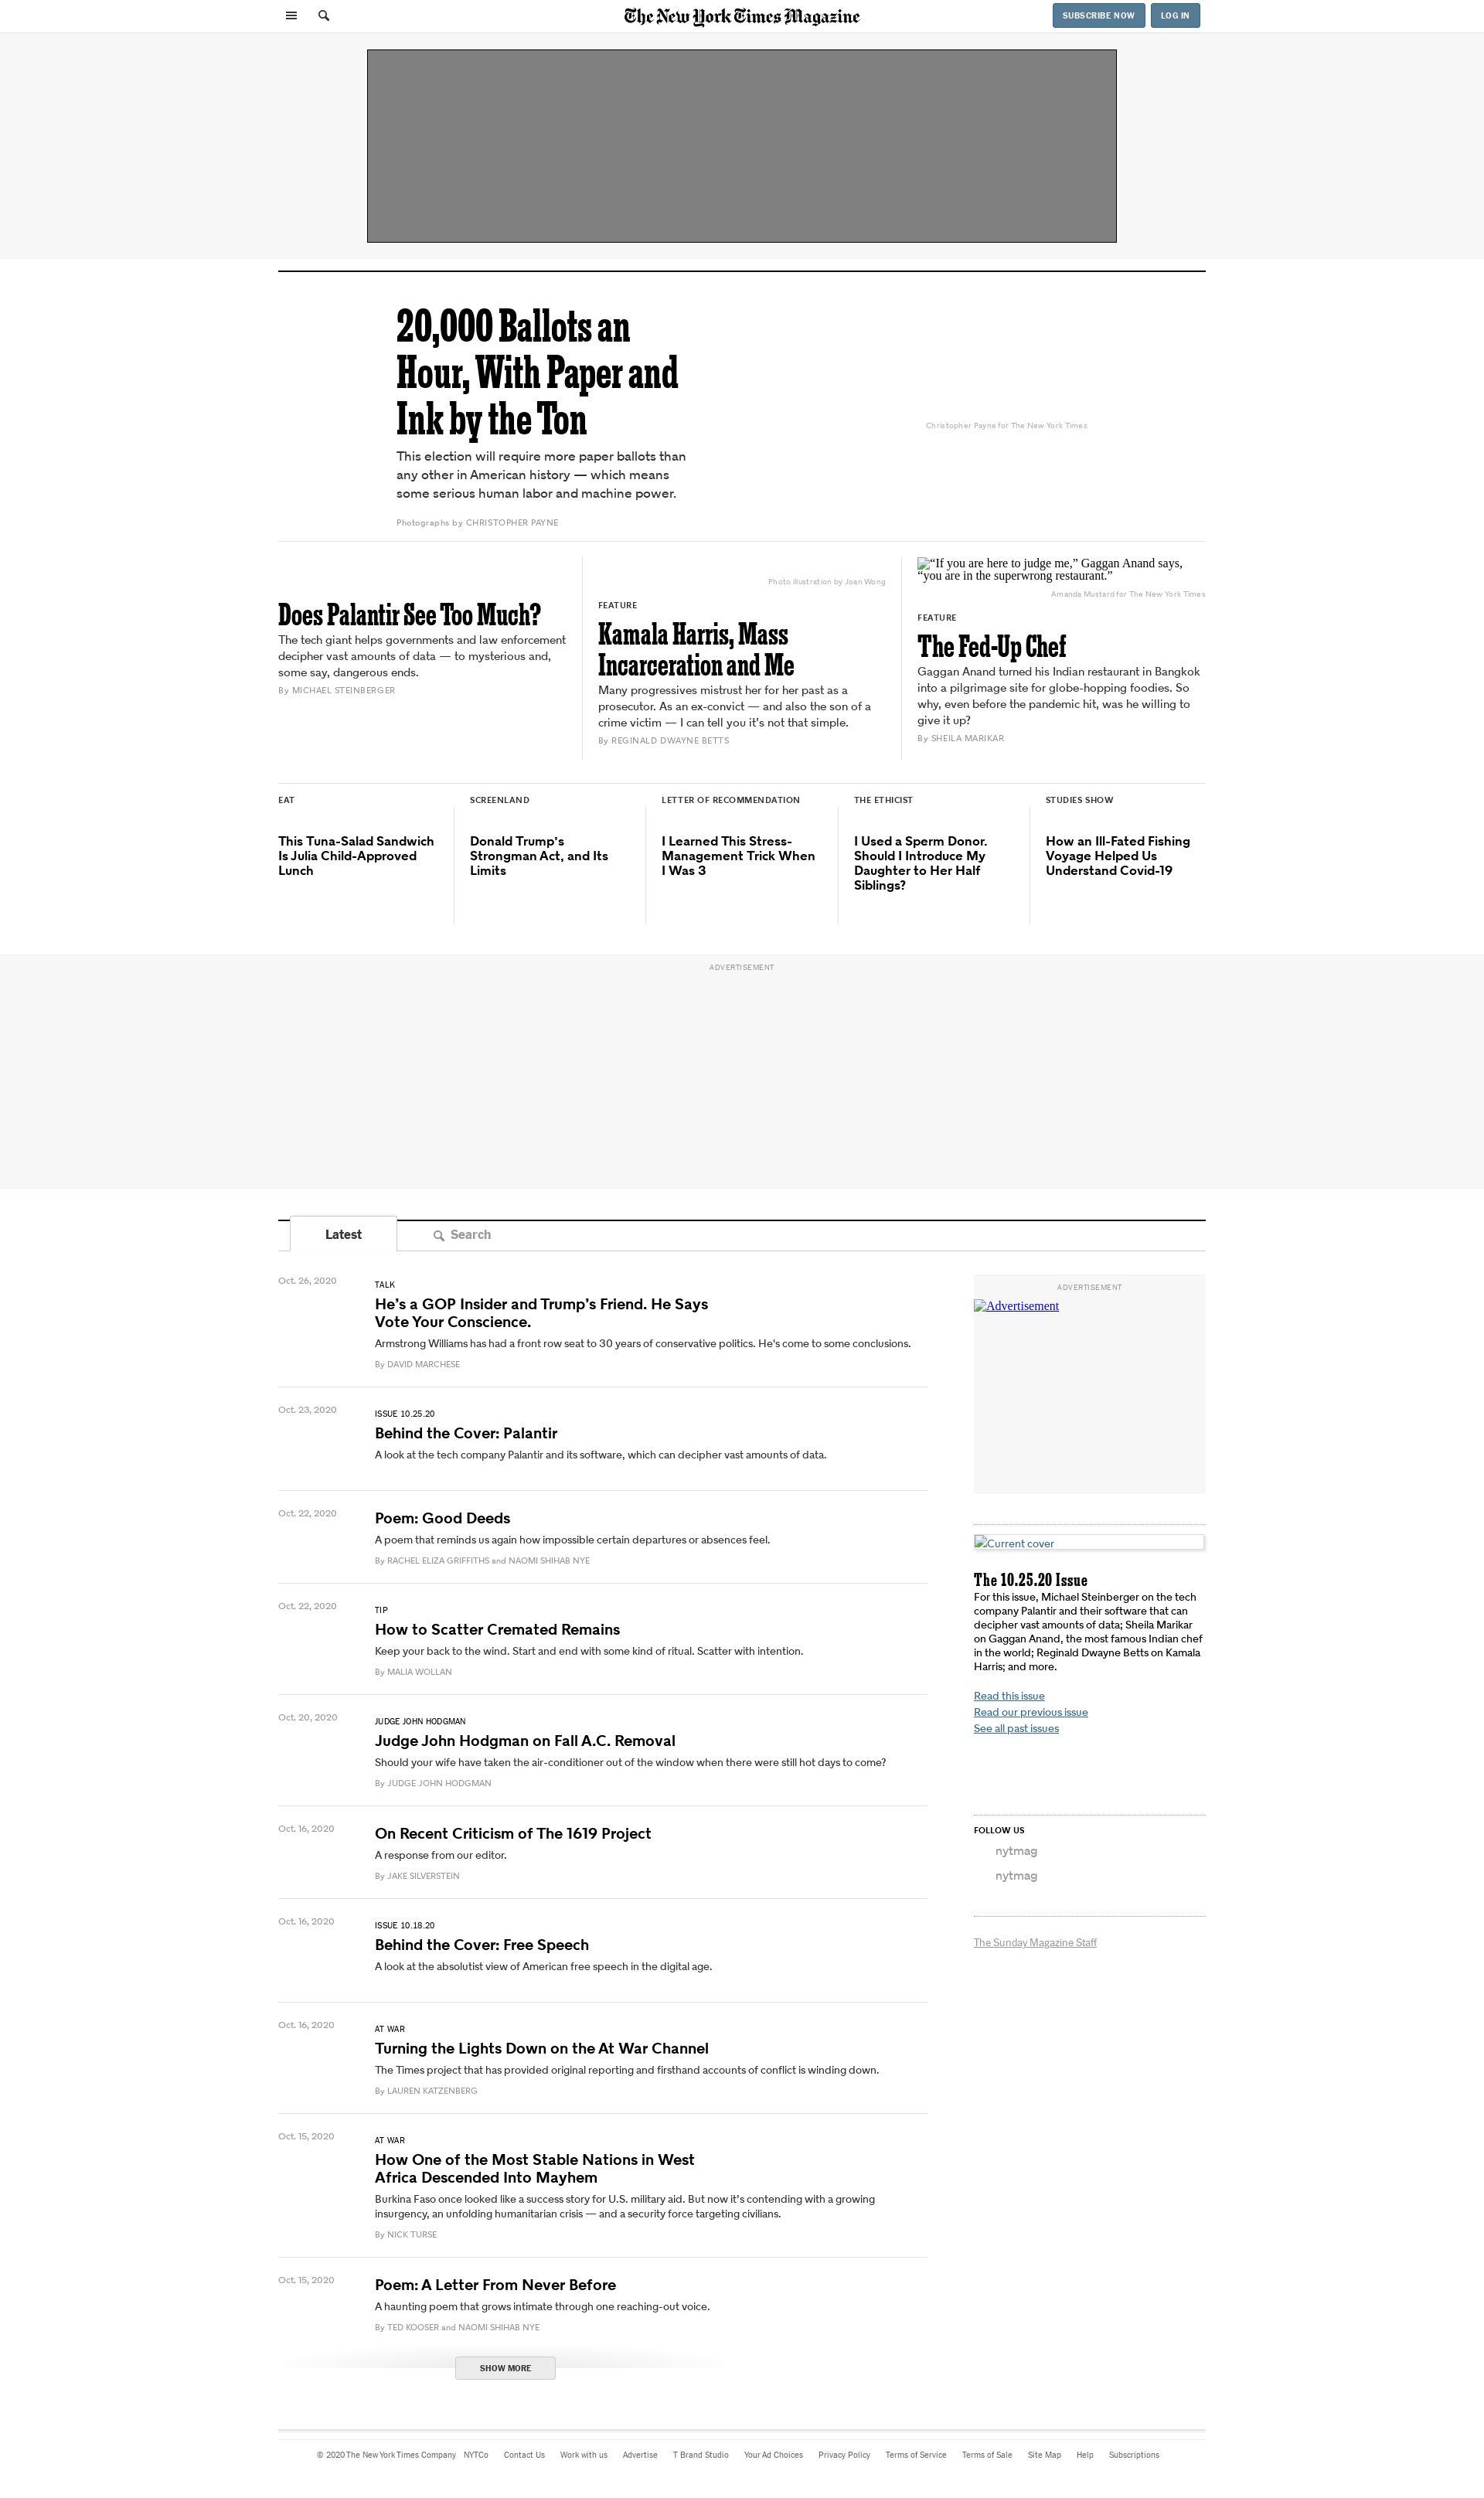 The New York Times Magazine
SUBSCRIBE NOW
LOG IN
20,000 Ballots an
Hour, With Paper and
Ink by the Ton
This election will require more paper ballots than
any other in American history — which means
some serious human labor and machine power.
Photographs by CHRISTOPHER PAYNE
Christopher Payne for The New York Times
Does Palantir See Too Much?
The tech giant helps governments and law enforcement
decipher vast amounts of data — to mysterious and,
some say, dangerous ends.
By MICHAEL STEINBERGER
Photo illustration by Joan Wong
FEATURE
Kamala Harris, Mass
Incarceration and Me
Many progressives mistrust her for her past as a
prosecutor. As an ex-convict — and also the son of a
crime victim — I can tell you it's not that simple.
By REGINALD DWAYNE BETTS
“If you are here to judge me,” Gaggan Anand says,
“you are in the superwrong restaurant.”
Amanda Mustard for The New York Times
FEATURE
The Fed-Up Chef
Gaggan Anand turned his Indian restaurant in Bangkok
into a pilgrimage site for globe-hopping foodies. So
why, even before the pandemic hit, was he willing to
give it up?
By SHEILA MARIKAR
EAT
This Tuna-Salad Sandwich
Is Julia Child-Approved
Lunch
SCREENLAND
Donald Trump's
Strongman Act, and Its
Limits
LETTER OF RECOMMENDATION
I Learned This Stress-
Management Trick When
I Was 3
THE ETHICIST
I Used a Sperm Donor.
Should I Introduce My
Daughter to Her Half
Siblings?
STUDIES SHOW
How an Ill-Fated Fishing
Voyage Helped Us
Understand Covid-19
ADVERTISEMENT
Latest
Search
Oct. 26, 2020
TALK
He's a GOP Insider and Trump's Friend. He Says
Vote Your Conscience.
Armstrong Williams has had a front row seat to 30 years of conservative politics. He's come to some conclusions.
By DAVID MARCHESE
Oct. 23, 2020
ISSUE 10.25.20
Behind the Cover: Palantir
A look at the tech company Palantir and its software, which can decipher vast amounts of data.
Oct. 22, 2020
Poem: Good Deeds
A poem that reminds us again how impossible certain departures or absences feel.
By RACHEL ELIZA GRIFFITHS and NAOMI SHIHAB NYE
Oct. 22, 2020
TIP
How to Scatter Cremated Remains
Keep your back to the wind. Start and end with some kind of ritual. Scatter with intention.
By MALIA WOLLAN
Oct. 20, 2020
JUDGE JOHN HODGMAN
Judge John Hodgman on Fall A.C. Removal
Should your wife have taken the air-conditioner out of the window when there were still hot days to come?
By JUDGE JOHN HODGMAN
Oct. 16, 2020
On Recent Criticism of The 1619 Project
A response from our editor.
By JAKE SILVERSTEIN
Oct. 16, 2020
ISSUE 10.18.20
Behind the Cover: Free Speech
A look at the absolutist view of American free speech in the digital age.
Oct. 16, 2020
AT WAR
Turning the Lights Down on the At War Channel
The Times project that has provided original reporting and firsthand accounts of conflict is winding down.
By LAUREN KATZENBERG
Oct. 15, 2020
AT WAR
How One of the Most Stable Nations in West
Africa Descended Into Mayhem
Burkina Faso once looked like a success story for U.S. military aid. But now it's contending with a growing
insurgency, an unfolding humanitarian crisis — and a security force targeting civilians.
By NICK TURSE
Oct. 15, 2020
Poem: A Letter From Never Before
A haunting poem that grows intimate through one reaching-out voice.
By TED KOOSER and NAOMI SHIHAB NYE
SHOW MORE
ADVERTISEMENT
Advertisement
Current cover
The 10.25.20 Issue
For this issue, Michael Steinberger on the tech
company Palantir and their software that can
decipher vast amounts of data; Sheila Marikar
on Gaggan Anand, the most famous Indian chef
in the world; Reginald Dwayne Betts on Kamala
Harris; and more.
Read this issue
Read our previous issue
See all past issues
FOLLOW US
nytmag
nytmag
The Sunday Magazine Staff
© 2020 The New York Times Company NYTCo Contact Us Work with us Advertise T Brand Studio Your Ad Choices Privacy Policy Terms of Service Terms of Sale Site Map Help Subscriptions